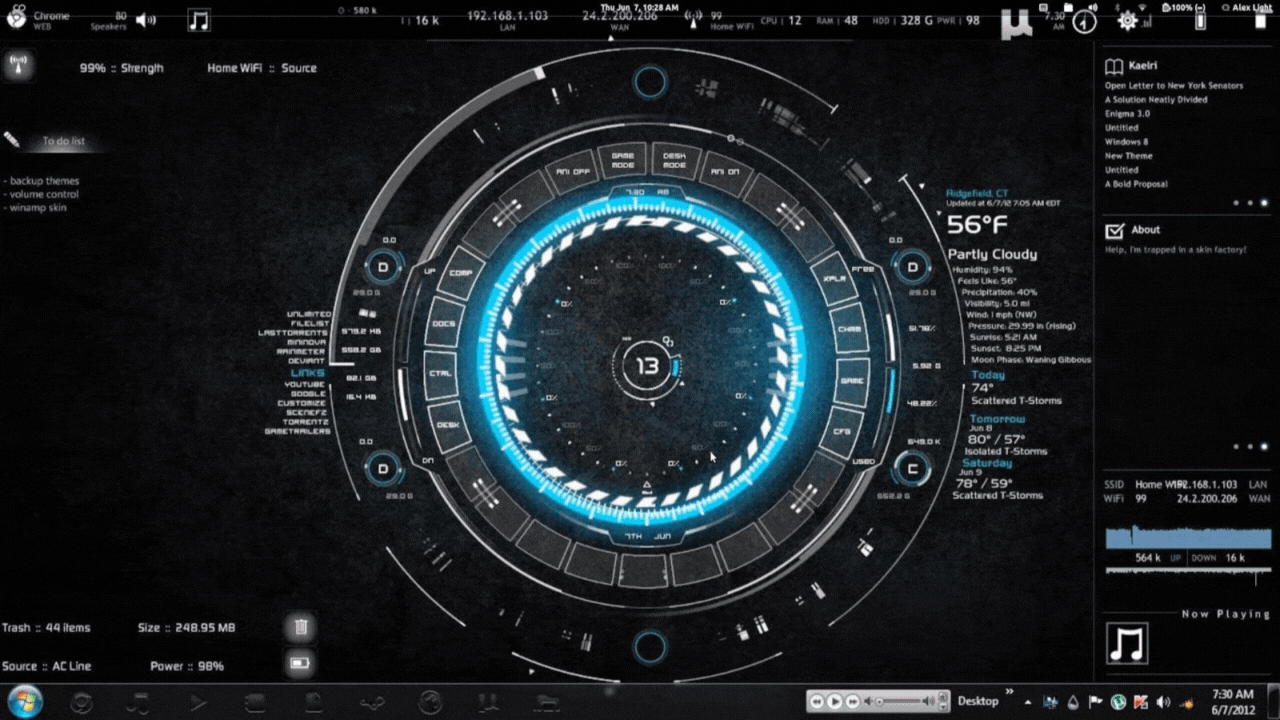 Thu Jun 7, 10:28 AM
100%
Alex Light
Chrome
WEB
80
Speakers
580 k
16 k
192.168.1.103
LAN
24.2.200.206
WAN
99
Home WiFi
CPU | 12
RAM | 48
HDD | 328 G
PWR | 98
7:30
AM
99% :: Strength
Home WiFi :: Source
To do list
- backup themes
- volume control
- winamp skin
ANI OFF
GAME MODE
DESK MODE
ANI ON
7:30 AM
UP
COMP
DOCS
CTRL
DESK
DN
XPLR
FREE
CHRM
GAME
CFG
USED
13
7TH JUN
0.0
D
29.0 G
0.0
D
29.0 G
UNLIMITED
FILELIST
LASTTORRENTS
MININOVA
RAINMETER
DEVIANT
LINKS
YOUTUBE
GOOGLE
CUSTOMIZE
SCENEFZ
TORRENTZ
GAMETRAILERS
579.2 KB
558.2 GB
82.1 GB
16.4 KB
0.0
D
29.0 G
51.78%
5.92 G
48.22%
649.0 K
C
552.2 G
Ridgefield, CT
Updated at 6/7/12 7:05 AM EDT
56°F
Partly Cloudy
Humidity: 94%
Feels Like: 56°
Precipitation: 40%
Visibility: 5.0 mi
Wind: 1 mph (NW)
Pressure: 29.99 in (rising)
Sunrise: 5:21 AM
Sunset: 8:25 PM
Moon Phase: Waning Gibbous
Today
74°
Scattered T-Storms
Tomorrow
Jun 8
80° / 57°
Isolated T-Storms
Saturday
Jun 9
78° / 59°
Scattered T-Storms
Kaelri
Open Letter to New York Senators
A Solution Neatly Divided
Enigma 3.0
Untitled
Windows 8
New Theme
Untitled
A Bold Proposal
About
Help, I'm trapped in a skin factory!
SSID Home WiFi 192.168.1.103 LAN
WiFi 99 24.2.200.206 WAN
564 k UP DOWN 16 k
Now Playing
Trash :: 44 items
Size :: 248.95 MB
Source :: AC Line
Power :: 98%
Desktop
7:30 AM
6/7/2012